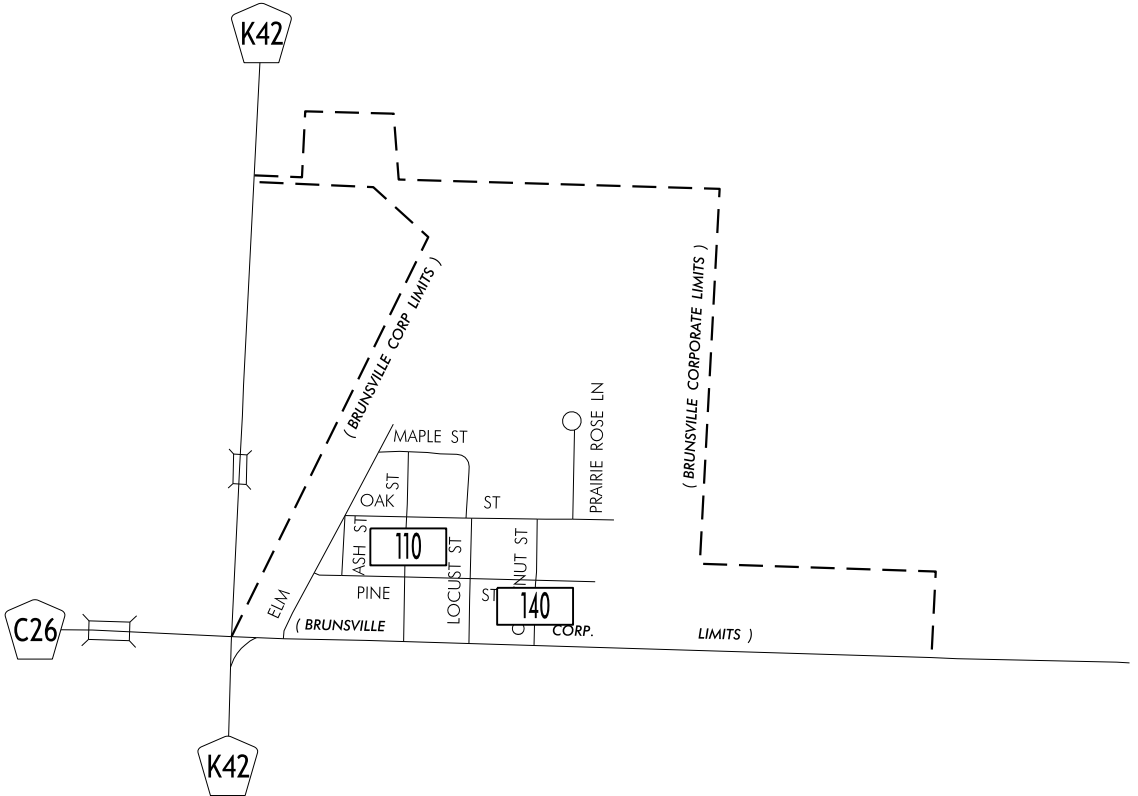 K42
( BRUNSVILLE CORP LIMITS )
( BRUNSVILLE CORPORATE LIMITS )
PRAIRIE ROSE LN
MAPLE ST
ST
OAK ST
ASH ST
110
LOCUST ST
NUT ST
PINE ST
140
ELM
C26
( BRUNSVILLE CORP. LIMITS )
K42